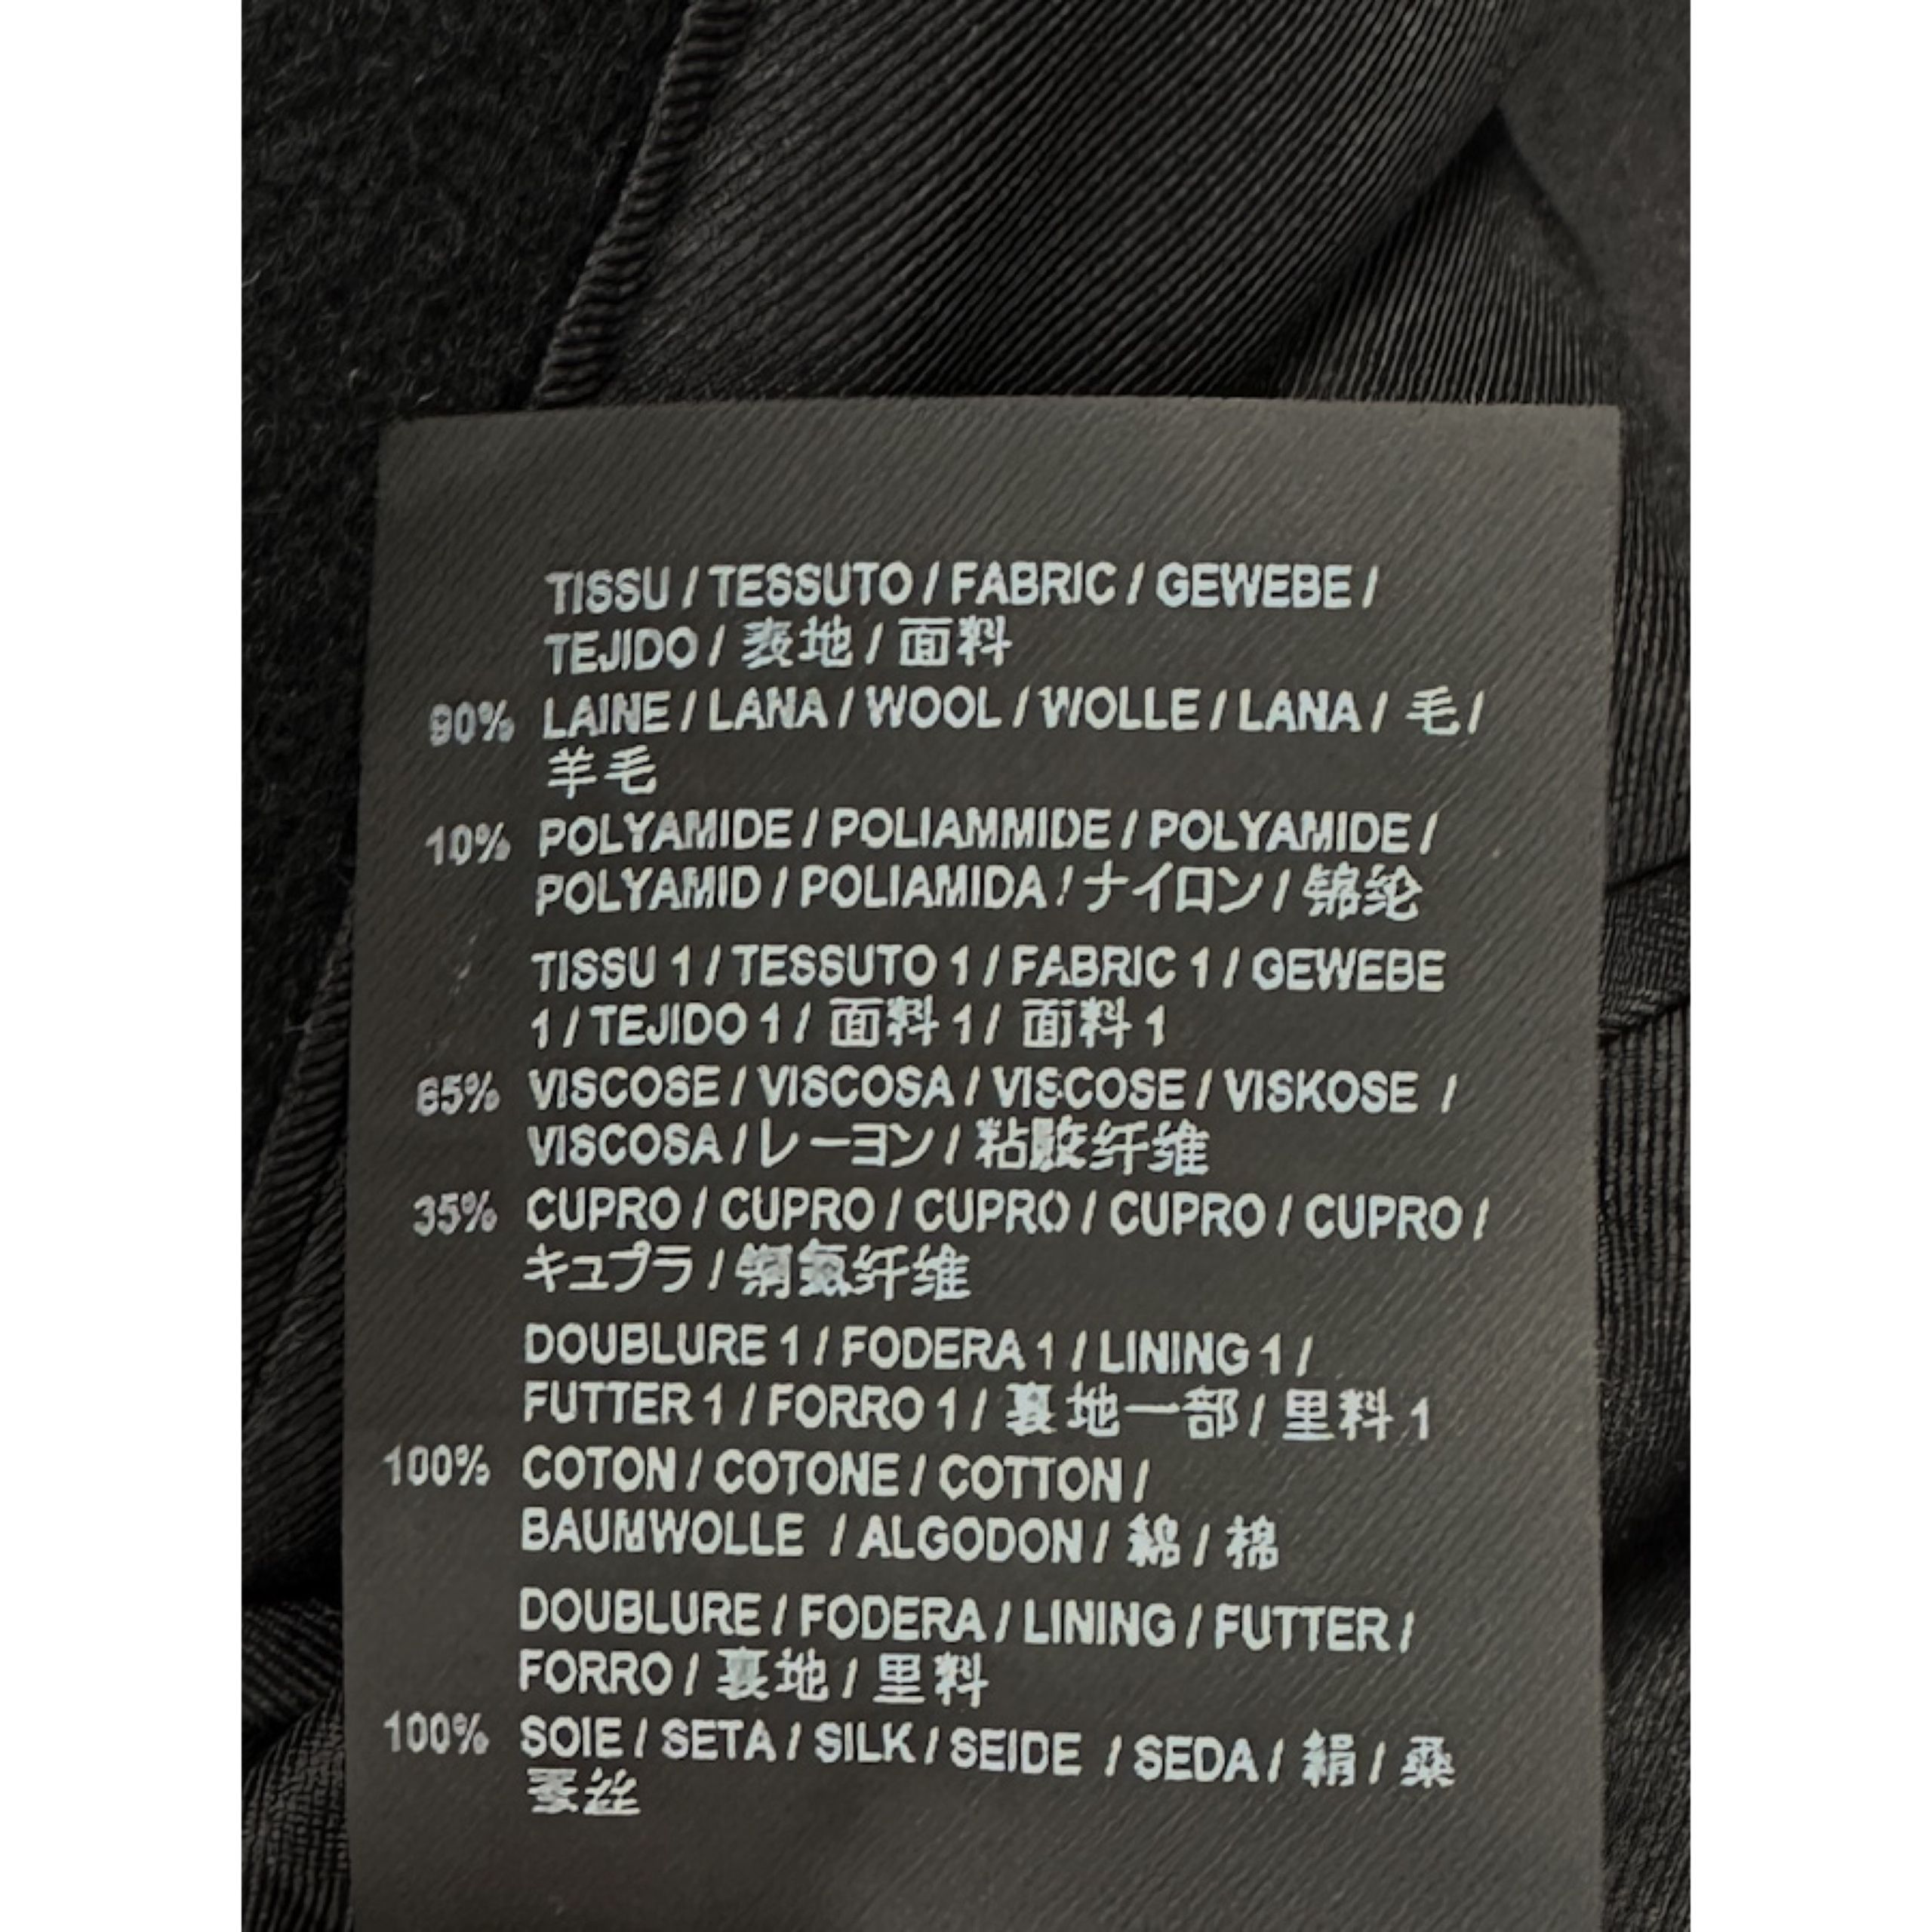 TISSU / TESSUTO / FABRIC / GEWEBE /
TEJIDO / 表地 / 面料
90% LAINE / LANA / WOOL / WOLLE / LANA / 毛 /
羊毛
10% POLYAMIDE / POLIAMMIDE / POLYAMIDE /
POLYAMID / POLIAMIDA / ナイロン / 锦纶
TISSU 1 / TESSUTO 1 / FABRIC 1 / GEWEBE
1 / TEJIDO 1 / 面料 1 / 面料 1
65% VISCOSE / VISCOSA / VISCOSE / VISKOSE /
VISCOSA / レーヨン / 粘胶纤维
35% CUPRO / CUPRO / CUPRO / CUPRO / CUPRO /
キュプラ / 铜氨纤维
DOUBLURE 1 / FODERA 1 / LINING 1 /
FUTTER 1 / FORRO 1 / 裏地一部 / 里料 1
100% COTON / COTONE / COTTON /
BAUMWOLLE / ALGODON / 綿 / 棉
DOUBLURE / FODERA / LINING / FUTTER /
FORRO / 裏地 / 里料
100% SOIE / SETA / SILK / SEIDE / SEDA / 絹 / 桑
蚕丝